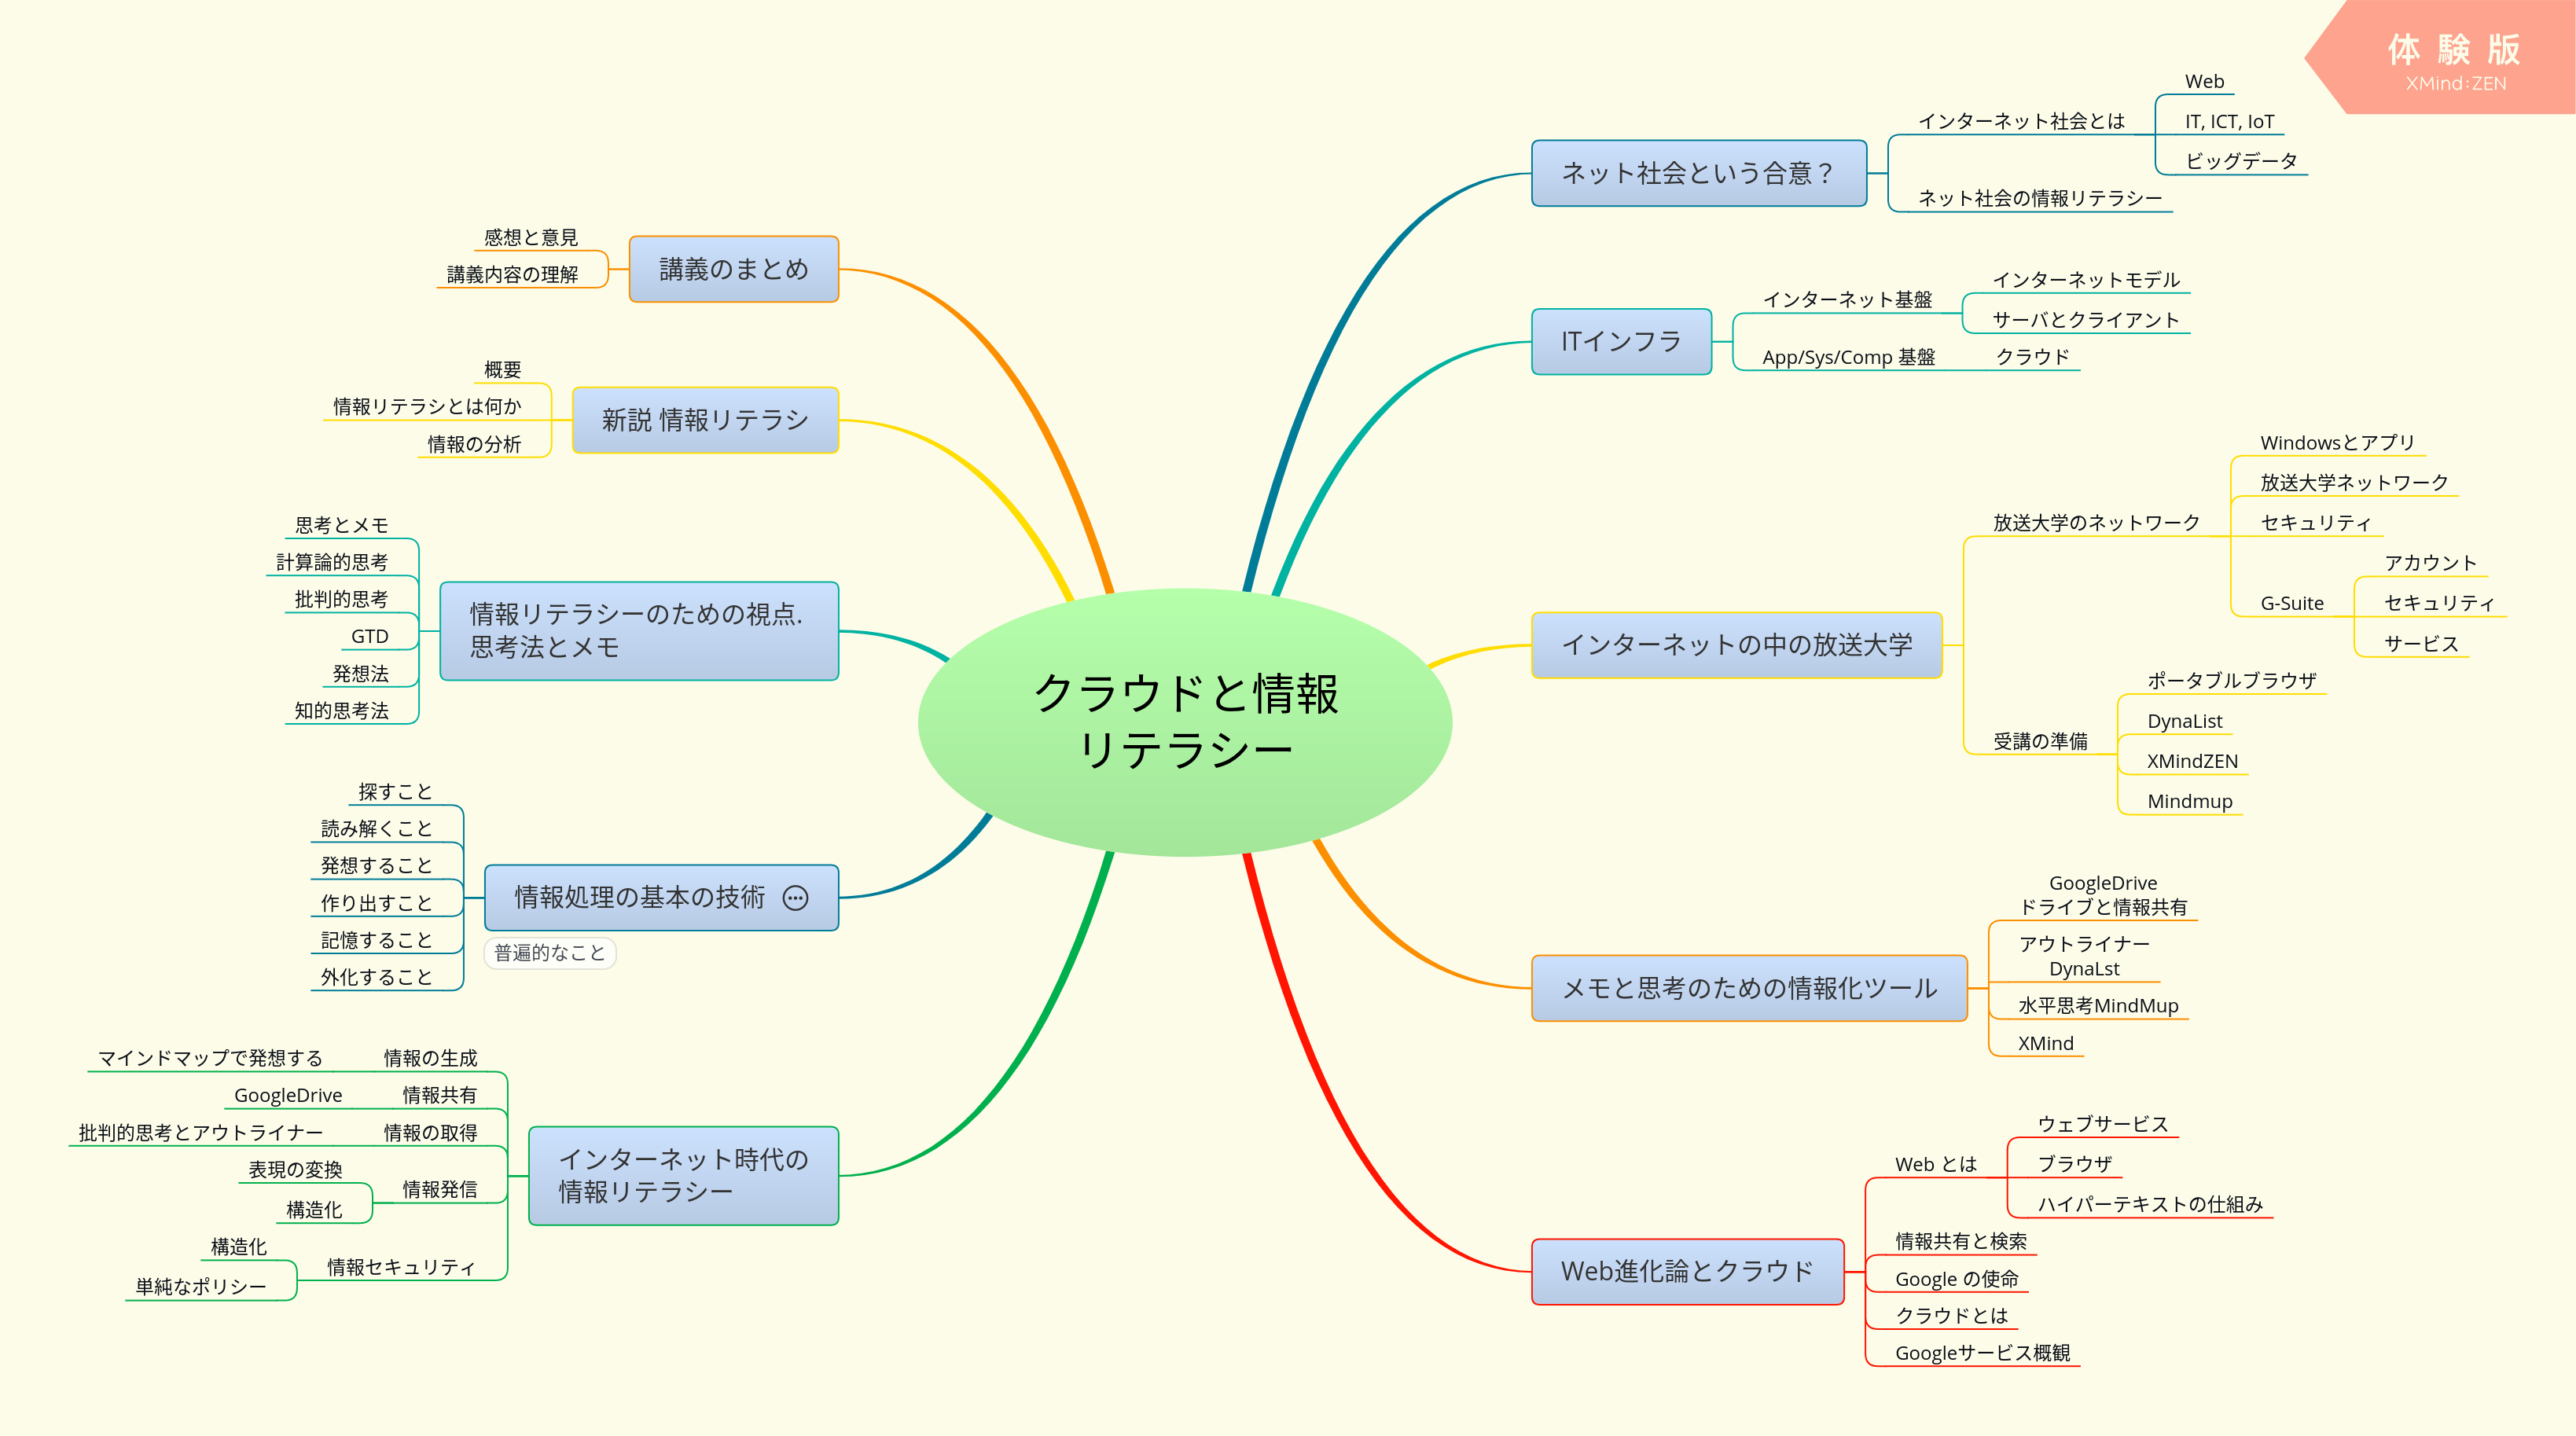 体験版
XMind:ZEN
クラウドと情報
リテラシー
ネット社会という合意？
インターネット社会とは
Web
IT, ICT, IoT
ビッグデータ
ネット社会の情報リテラシー
ITインフラ
インターネット基盤
インターネットモデル
サーバとクライアント
App/Sys/Comp 基盤
クラウド
インターネットの中の放送大学
放送大学のネットワーク
Windowsとアプリ
放送大学ネットワーク
セキュリティ
G-Suite
アカウント
セキュリティ
サービス
受講の準備
ポータブルブラウザ
DynaList
XMindZEN
Mindmup
メモと思考のための情報化ツール
GoogleDrive
ドライブと情報共有
アウトライナー
DynaLst
水平思考MindMup
XMind
Web進化論とクラウド
Web とは
ウェブサービス
ブラウザ
ハイパーテキストの仕組み
情報共有と検索
Google の使命
クラウドとは
Googleサービス概観
講義のまとめ
感想と意見
講義内容の理解
新説 情報リテラシ
概要
情報リテラシとは何か
情報の分析
情報リテラシーのための視点.
思考法とメモ
思考とメモ
計算論的思考
批判的思考
GTD
発想法
知的思考法
情報処理の基本の技術
普遍的なこと
探すこと
読み解くこと
発想すること
作り出すこと
記憶すること
外化すること
インターネット時代の
情報リテラシー
情報の生成
マインドマップで発想する
情報共有
GoogleDrive
情報の取得
批判的思考とアウトライナー
情報発信
表現の変換
構造化
情報セキュリティ
構造化
単純なポリシー